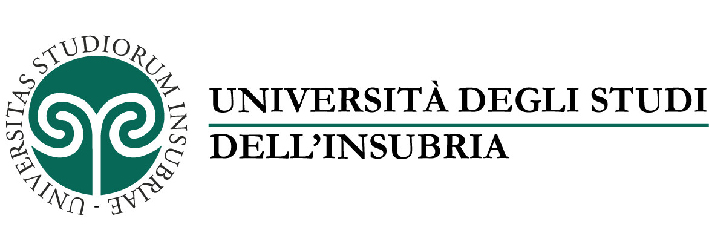 UNIVERSITAS STUDIORUM INSUBRIAE -
UNIVERSITÀ DEGLI STUDI
DELL'INSUBRIA